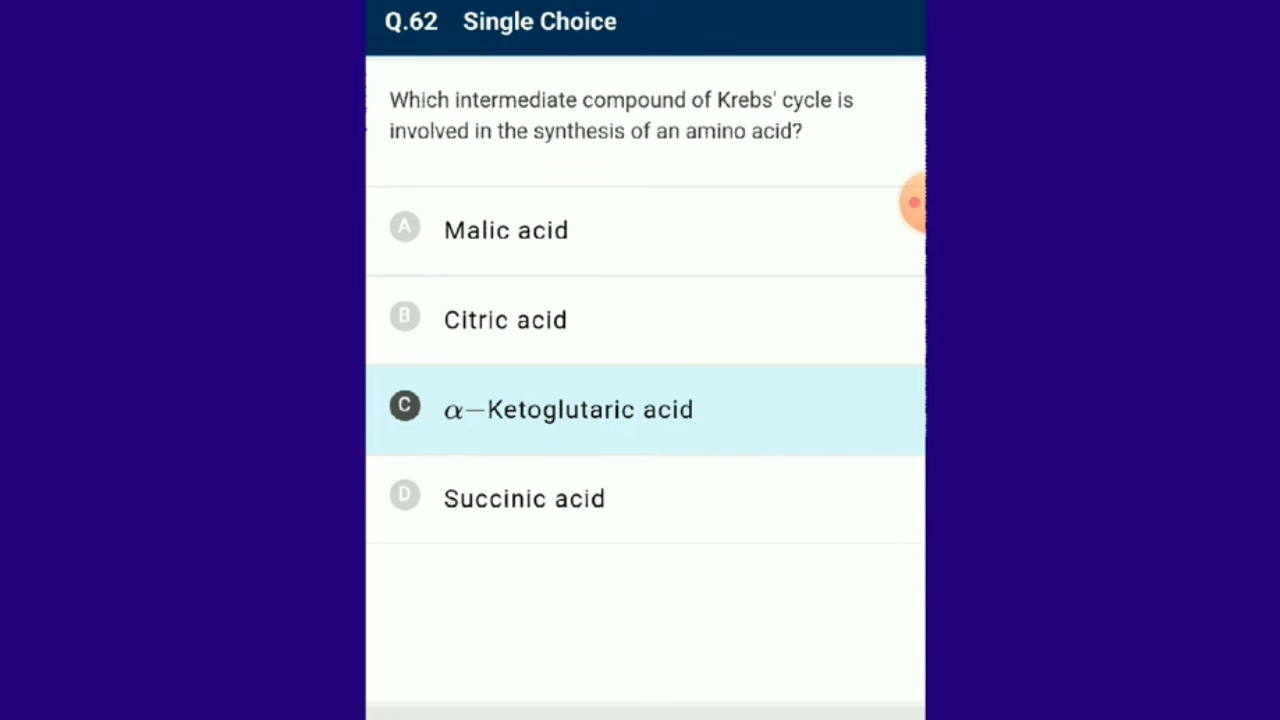 Q.62 Single Choice
Which intermediate compound of Krebs' cycle is
involved in the synthesis of an amino acid?
A Malic acid
B Citric acid
C α–Ketoglutaric acid
D Succinic acid